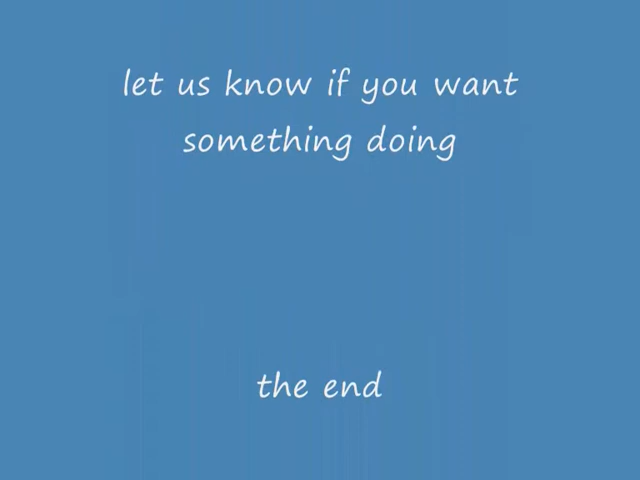 let us know if you want
something doing
the end